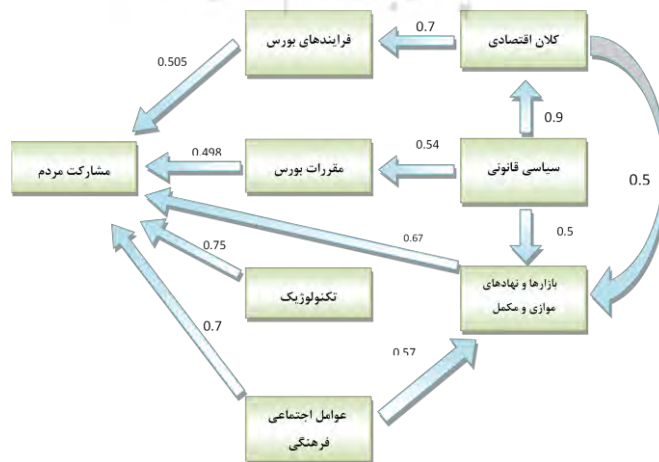 کلان اقتصادی
0.7
فرایندهای بورس
0.505
0.9
0.5
سیاسی قانونی
0.54
مقررات بورس
0.498
مشارکت مردم
0.5
0.67
بازارها و نهادهای
موازی و مکمل
0.75
تکنولوژیک
0.7
0.57
عوامل اجتماعی
فرهنگی